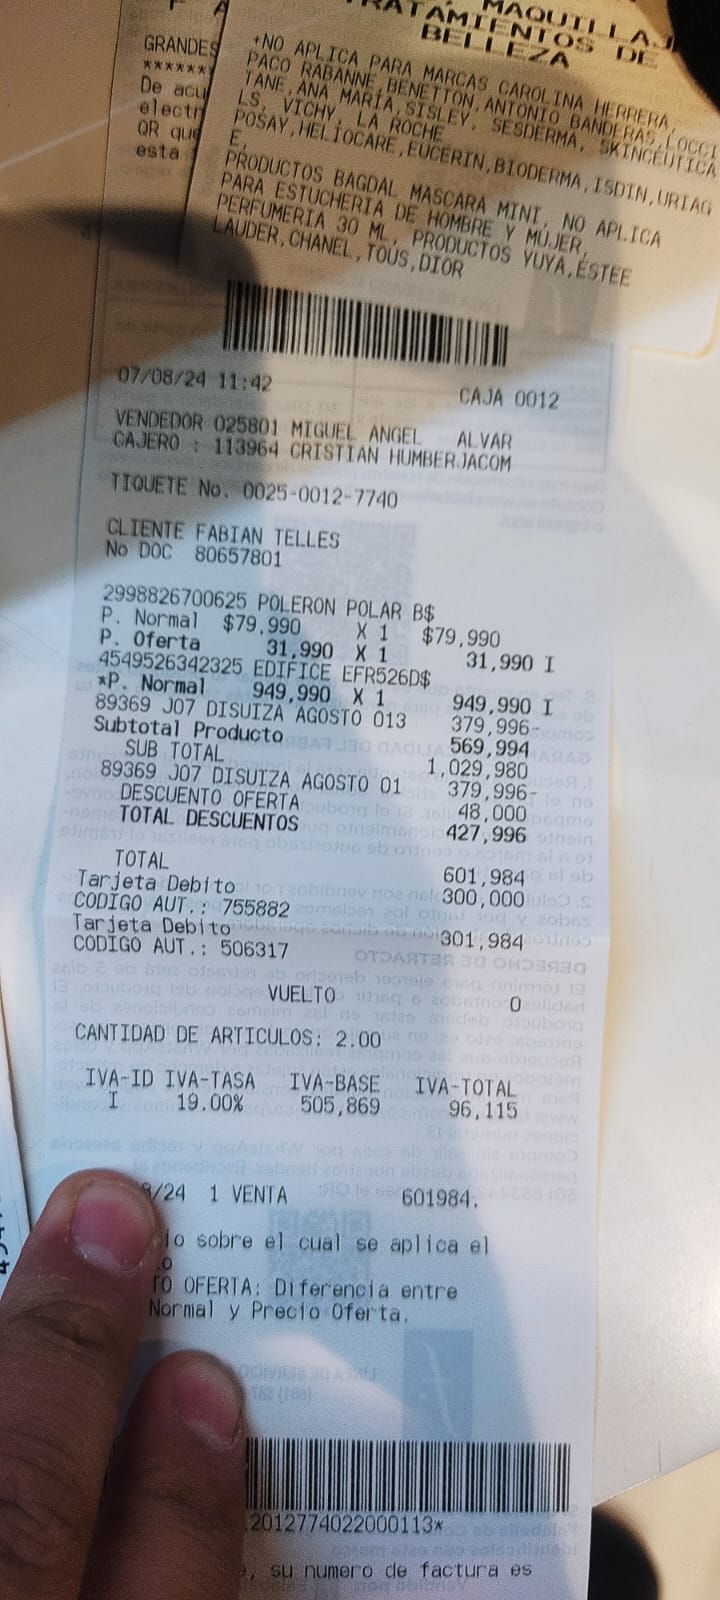 MAQUILLAJ
TRATAMIENTOS DE
BELLEZA
GRANDES
*******
De acu
electr
QR que
esta
*NO APLICA PARA MARCAS CAROLINA HERRERA,
PACO RABANNE,BENETTON,ANTONIO BANDERAS,LOCCI
TANE,ANA MARIA,SISLEY, SESDERMA, SKINCEUTICA
LS, VICHY, LA ROCHE
POSAY,HELIOCARE,EUCERIN,BIODERMA,ISDIN,URIAG
E,
PRODUCTOS BAGDAL MASCARA MINI, NO APLICA
PARA ESTUCHERIA DE HOMBRE Y MUJER,
PERFUMERIA 30 ML, PRODUCTOS YUYA,ESTEE
LAUDER,CHANEL,TOUS,DIOR
07/08/24 11:42 CAJA 0012
VENDEDOR 025801 MIGUEL ANGEL ALVAR
CAJERO : 113964 CRISTIAN HUMBERJACOM
TIQUETE No. 0025-0012-7740
CLIENTE FABIAN TELLES
No DOC 80657801
2998826700625 POLERON POLAR B$
P. Normal $79,990 X 1 $79,990
P. Oferta 31,990 X 1 31,990 I
4549526342325 EDIFICE EFR526D$
*P. Normal 949,990 X 1 949,990 I
89369 J07 DISUIZA AGOSTO 013 379,996-
Subtotal Producto 569,994
SUB TOTAL 1,029,980
89369 J07 DISUIZA AGOSTO 01 379,996-
DESCUENTO OFERTA 48,000
TOTAL DESCUENTOS 427,996
TOTAL 601,984
Tarjeta Debito 300,000
CODIGO AUT.: 755882
Tarjeta Debito 301,984
CODIGO AUT.: 506317
VUELTO 0
CANTIDAD DE ARTICULOS: 2.00
IVA-ID IVA-TASA IVA-BASE IVA-TOTAL
I 19.00% 505,869 96,115
8/24 1 VENTA 601984.
io sobre el cual se aplica el
o
TO OFERTA: Diferencia entre
Normal y Precio Oferta.
2012774022000113*
, su numero de factura es